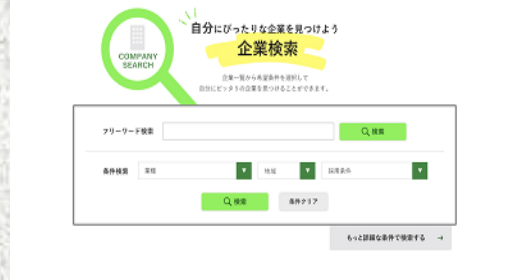 COMPANY
SEARCH
自分にぴったりな企業を見つけよう
企業検索
企業一覧から希望条件を選択して
自分にピッタリの企業を見つけることができます。
フリーワード検索
検索
条件検索 業種 地域 採用条件
検索 条件クリア
もっと詳細な条件で検索する →